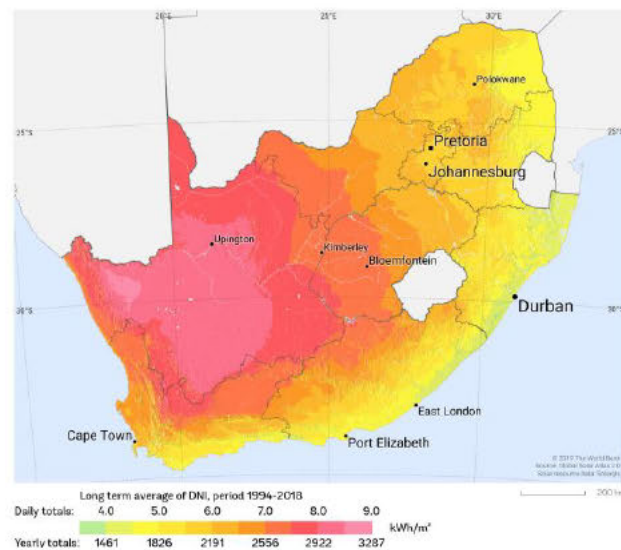 20°E
25°E
30°E
Polokwane
25°S
25°S
Pretoria
Johannesburg
Upington
Kimberley
Bloemfontein
30°S
30°S
Durban
East London
Cape Town
Port Elizabeth
Long term average of DNI, period 1994-2018
Daily totals: 4.0 5.0 6.0 7.0 8.0 9.0
kWh/m²
Yearly totals: 1461 1826 2191 2556 2922 3287